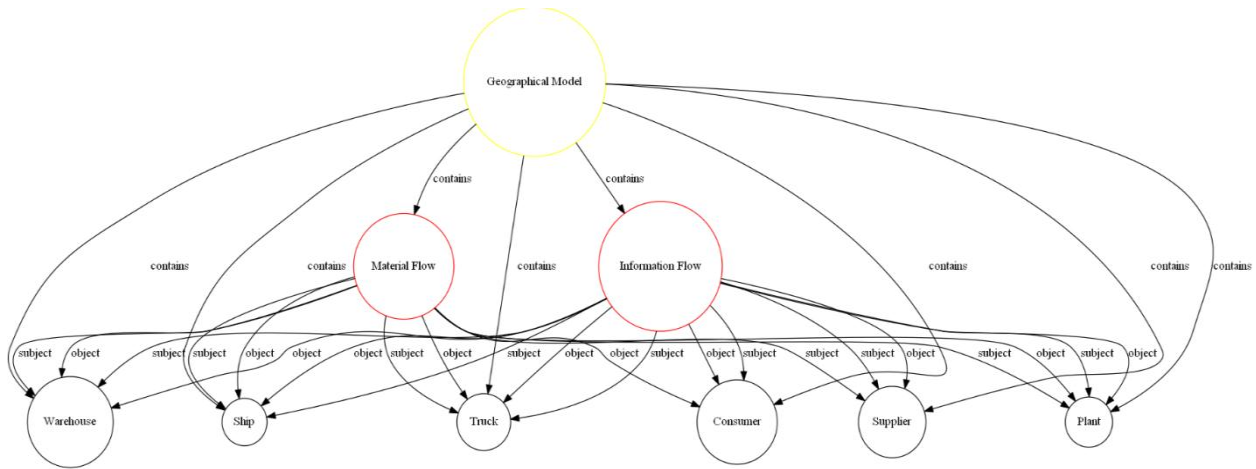 Geographical Model
contains
contains
contains
contains
Material Flow
contains
Information Flow
contains
contains
contains
subject
object
subject
subject
object
object
subject
object
subject
object
object
subject
object
subject
subject
subject
object
subject
object
subject
object
Warehouse
Ship
Truck
Consumer
Supplier
Plant